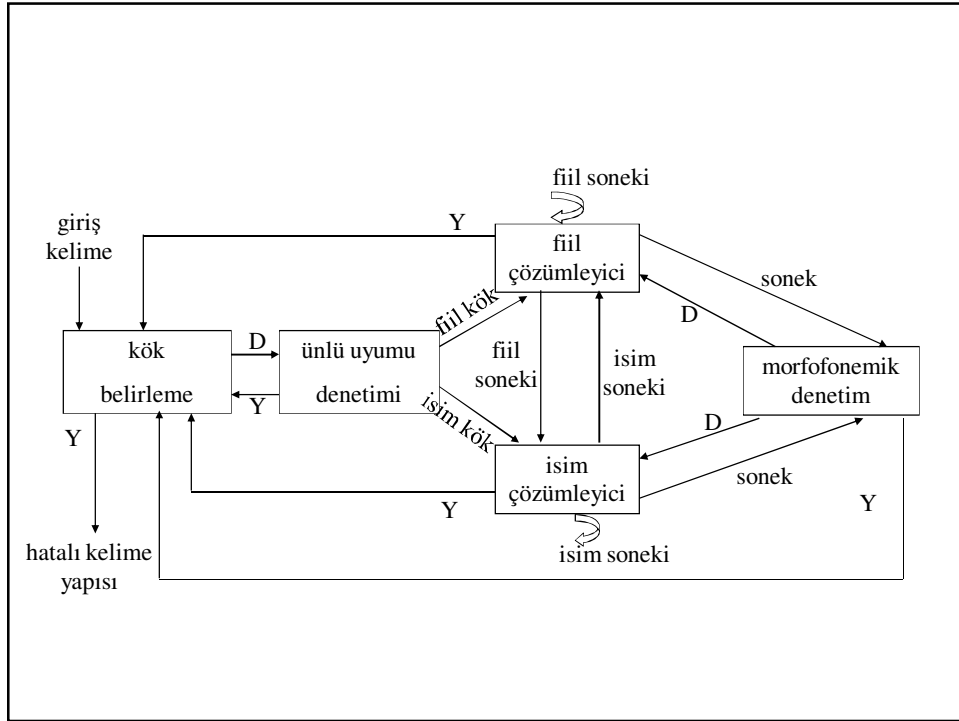 fiil soneki
Y
giriş
kelime
fiil
çözümleyici
sonek
fiil kök
D
D
kök
belirleme
ünlü uyumu
denetimi
fiil
soneki
isim
soneki
morfofonemik
denetim
Y
isim kök
Y
D
isim
çözümleyici
sonek
Y
Y
hatalı kelime
yapısı
isim soneki